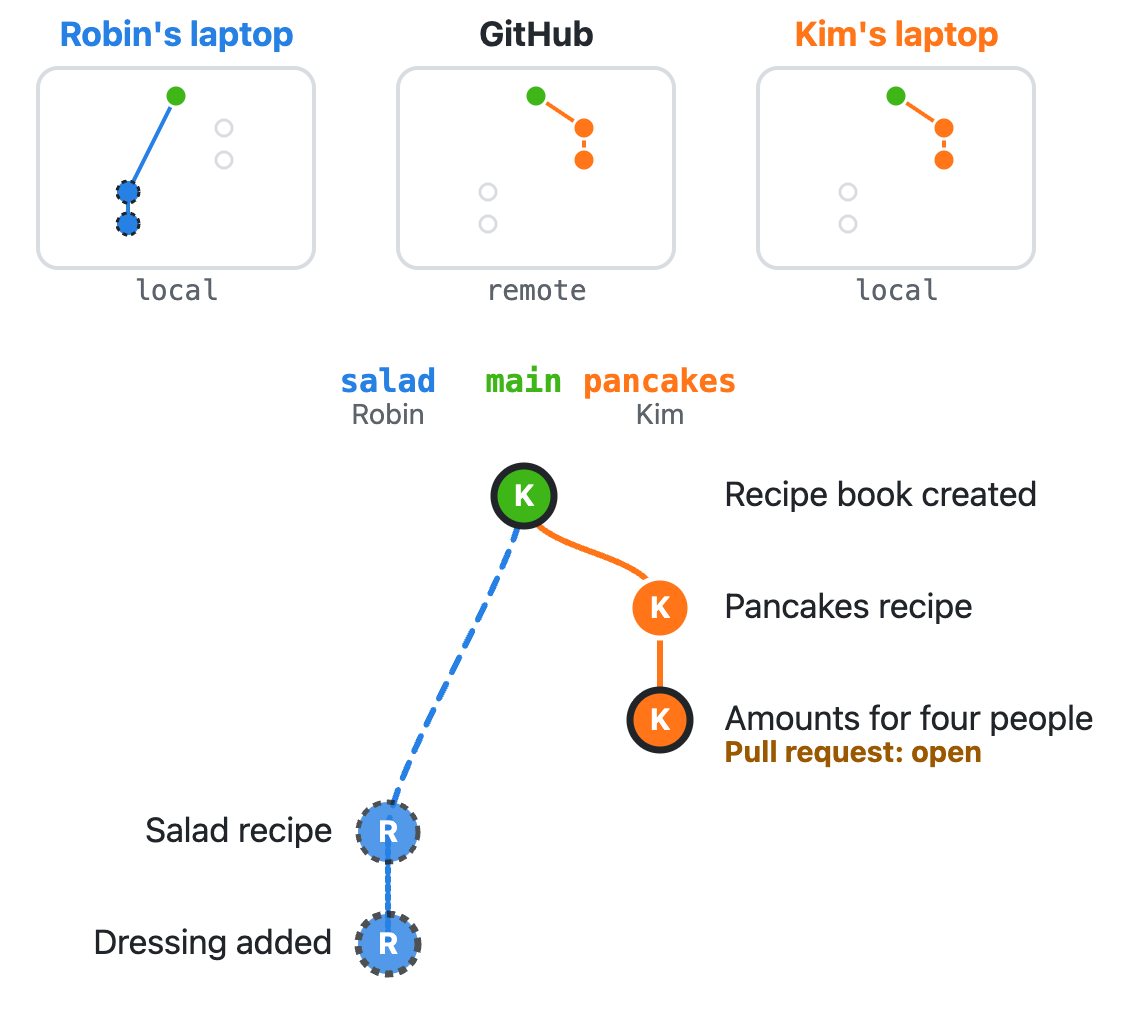 Robin's laptop
GitHub
Kim's laptop
local
remote
local
salad
main
pancakes
Robin
Kim
K
Recipe book created
K
Pancakes recipe
K
Amounts for four people
Pull request: open
Salad recipe
R
Dressing added
R